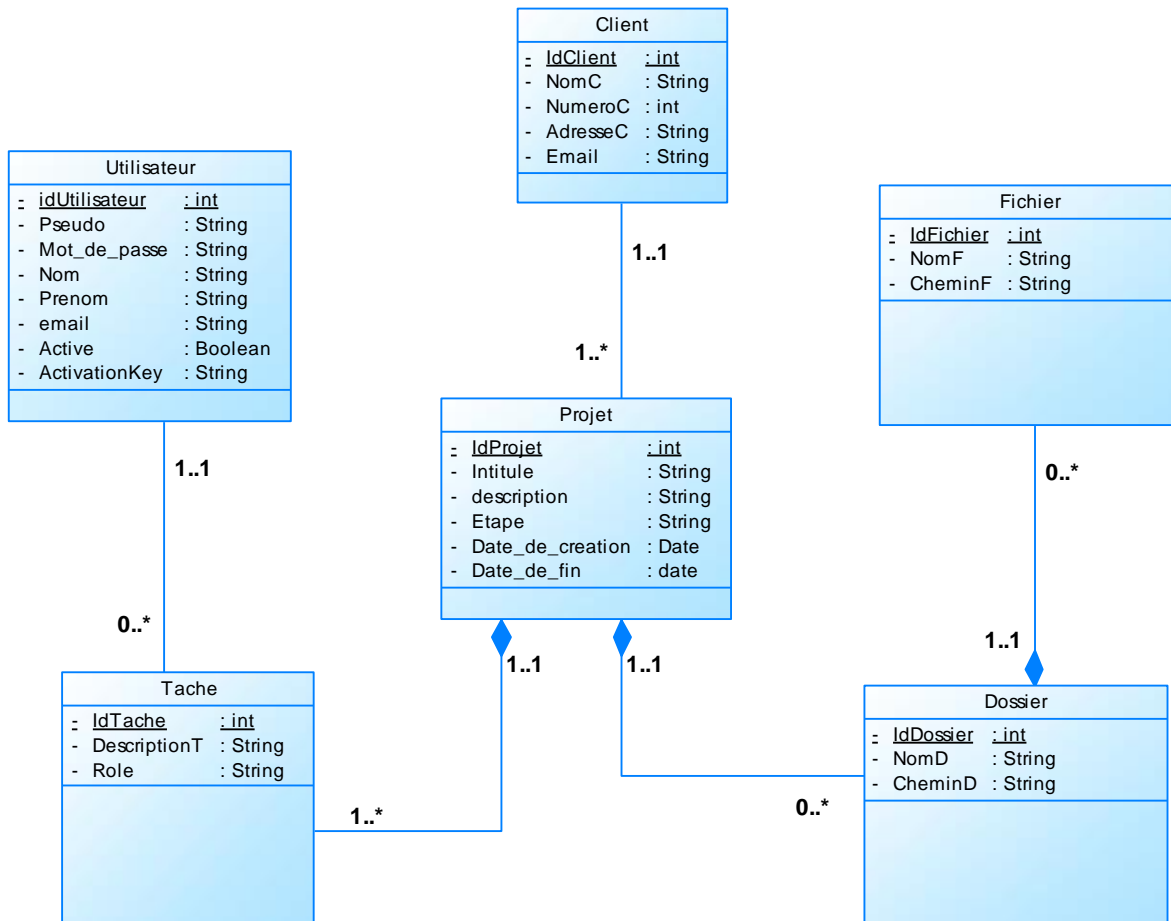 Client
- IdClient : int
- NomC : String
- NumeroC : int
- AdresseC : String
- Email : String
Utilisateur
- idUtilisateur : int
- Pseudo : String
- Mot_de_passe : String
- Nom : String
- Prenom : String
- email : String
- Active : Boolean
- ActivationKey : String
Fichier
- IdFichier : int
- NomF : String
- CheminF : String
1..1
1..*
Projet
- IdProjet : int
- Intitule : String
- description : String
- Etape : String
- Date_de_creation : Date
- Date_de_fin : date
1..1
0..*
0..*
1..1
1..1
1..1
Tache
- IdTache : int
- DescriptionT : String
- Role : String
Dossier
- IdDossier : int
- NomD : String
- CheminD : String
1..*
0..*